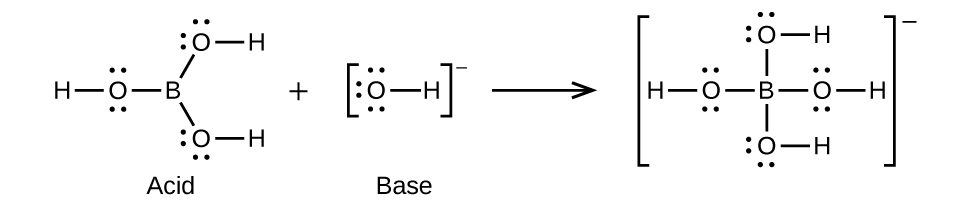 O—H
H—O—B
O—H
Acid
+
[O—H]⁻
Base
→
[
O—H
H—O—B—O—H
O—H
]⁻